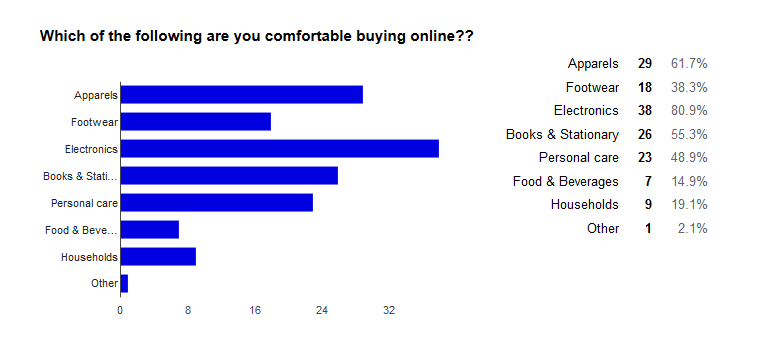 Which of the following are you comfortable buying online??
Apparels
Footwear
Electronics
Books & Stati...
Personal care
Food & Beve...
Households
Other
0 8 16 24 32
Apparels 29 61.7%
Footwear 18 38.3%
Electronics 38 80.9%
Books & Stationary 26 55.3%
Personal care 23 48.9%
Food & Beverages 7 14.9%
Households 9 19.1%
Other 1 2.1%